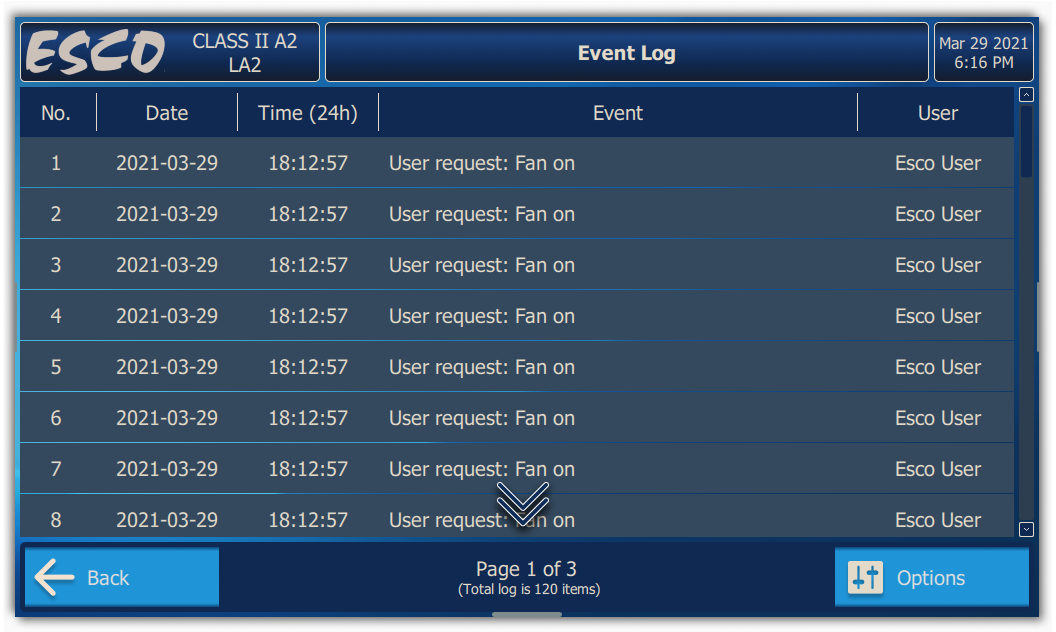 ESCO CLASS II A2
LA2
Event Log
Mar 29 2021
6:16 PM
No. Date Time (24h) Event User
1 2021-03-29 18:12:57 User request: Fan on Esco User
2 2021-03-29 18:12:57 User request: Fan on Esco User
3 2021-03-29 18:12:57 User request: Fan on Esco User
4 2021-03-29 18:12:57 User request: Fan on Esco User
5 2021-03-29 18:12:57 User request: Fan on Esco User
6 2021-03-29 18:12:57 User request: Fan on Esco User
7 2021-03-29 18:12:57 User request: Fan on Esco User
8 2021-03-29 18:12:57 User request: Fan on Esco User
Back
Page 1 of 3
(Total log is 120 items)
Options